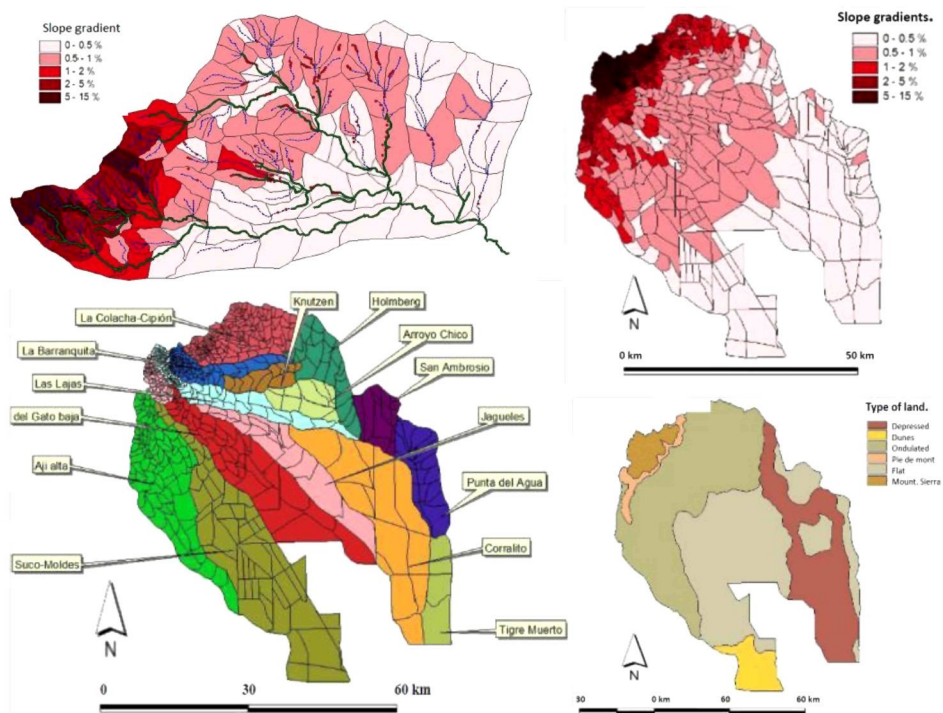 Slope gradient
0 - 0.5 %
0.5 - 1 %
1 - 2 %
2 - 5 %
5 - 15 %
Slope gradients.
0 - 0.5 %
0.5 - 1 %
1 - 2 %
2 - 5 %
5 - 15 %
N
0 km
50 km
La Colacha-Cipión
Knutzen
Holmberg
La Barranquita
Arroyo Chico
Las Lajas
San Ambrosio
del Gato baja
Jagueles
Aji alta
Punta del Agua
Suco-Moldes
Corralito
Tigre Muerto
N
0
30
60 km
Type of land.
Depressed
Dunes
Ondulated
Pie de mont
Flat
Mount. Sierra
N
30
0 km
60
60 km